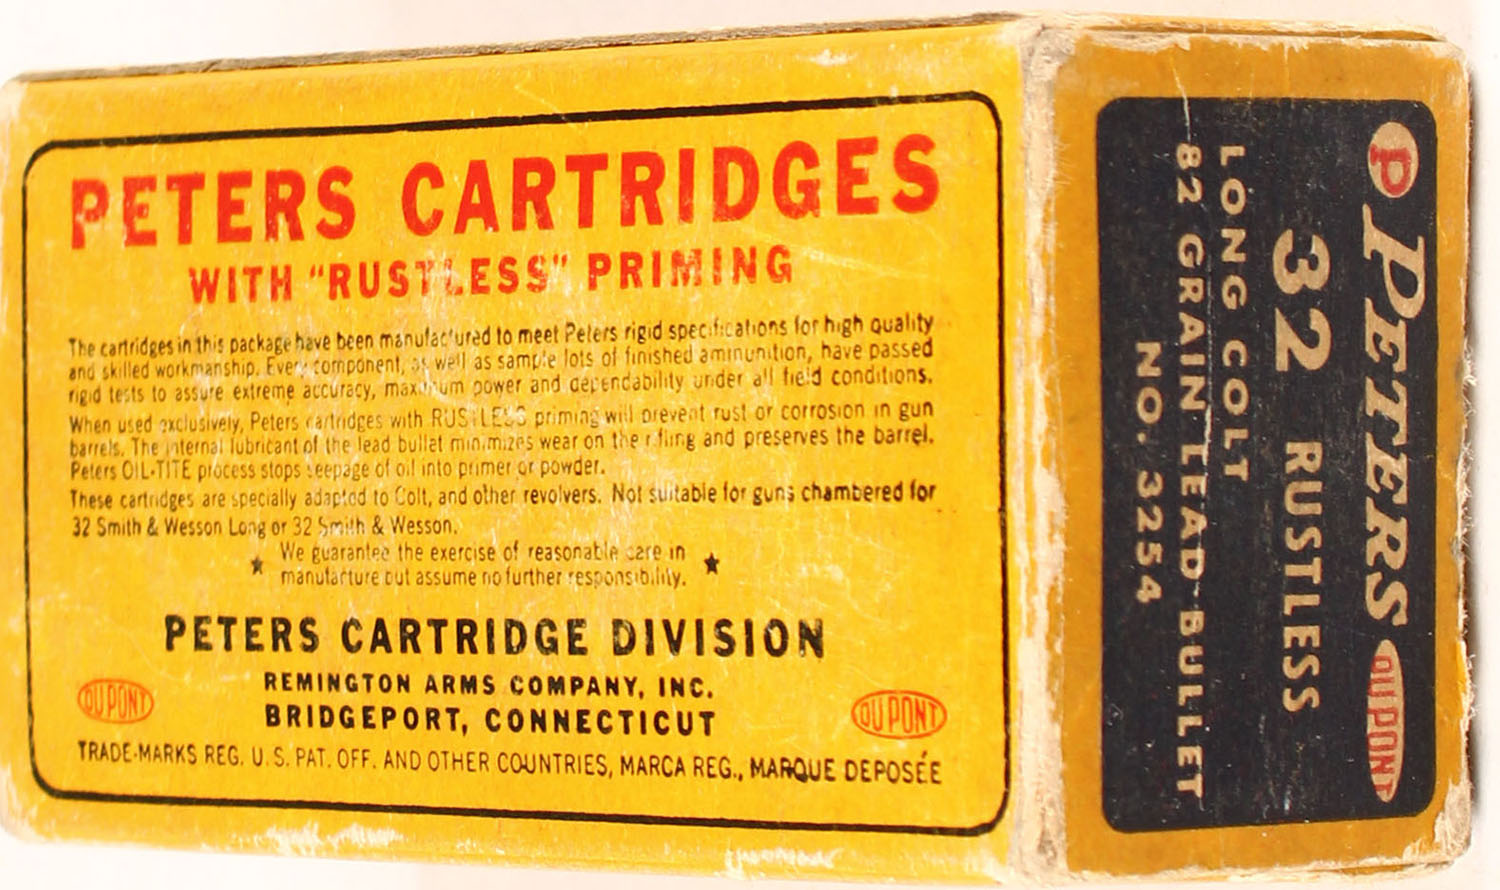 PETERS CARTRIDGES
WITH "RUSTLESS" PRIMING
The cartridges in this package have been manufactured to meet Peters rigid specifications for high quality
and skilled workmanship. Every component, as well as sample lots of finished ammunition, have passed
rigid tests to assure extreme accuracy, maximum power and dependability under all field conditions.
When used exclusively, Peters cartridges with RUSTLESS priming will prevent rust or corrosion in gun
barrels. The internal lubricant of the lead bullet minimizes wear on the rifling and preserves the barrel.
Peters OIL-TITE process stops seepage of oil into primer or powder.
These cartridges are specially adapted to Colt, and other revolvers. Not suitable for guns chambered for
32 Smith & Wesson Long or 32 Smith & Wesson.
We guarantee the exercise of reasonable care in
manufacture but assume no further responsibility.
PETERS CARTRIDGE DIVISION
REMINGTON ARMS COMPANY, INC.
BRIDGEPORT, CONNECTICUT
DU PONT
DU PONT
TRADE-MARKS REG. U.S. PAT. OFF. AND OTHER COUNTRIES, MARCA REG., MARQUE DEPOSÉE
P PETERS DU PONT
32 RUSTLESS
LONG COLT
82 GRAIN LEAD BULLET
NO. 3254